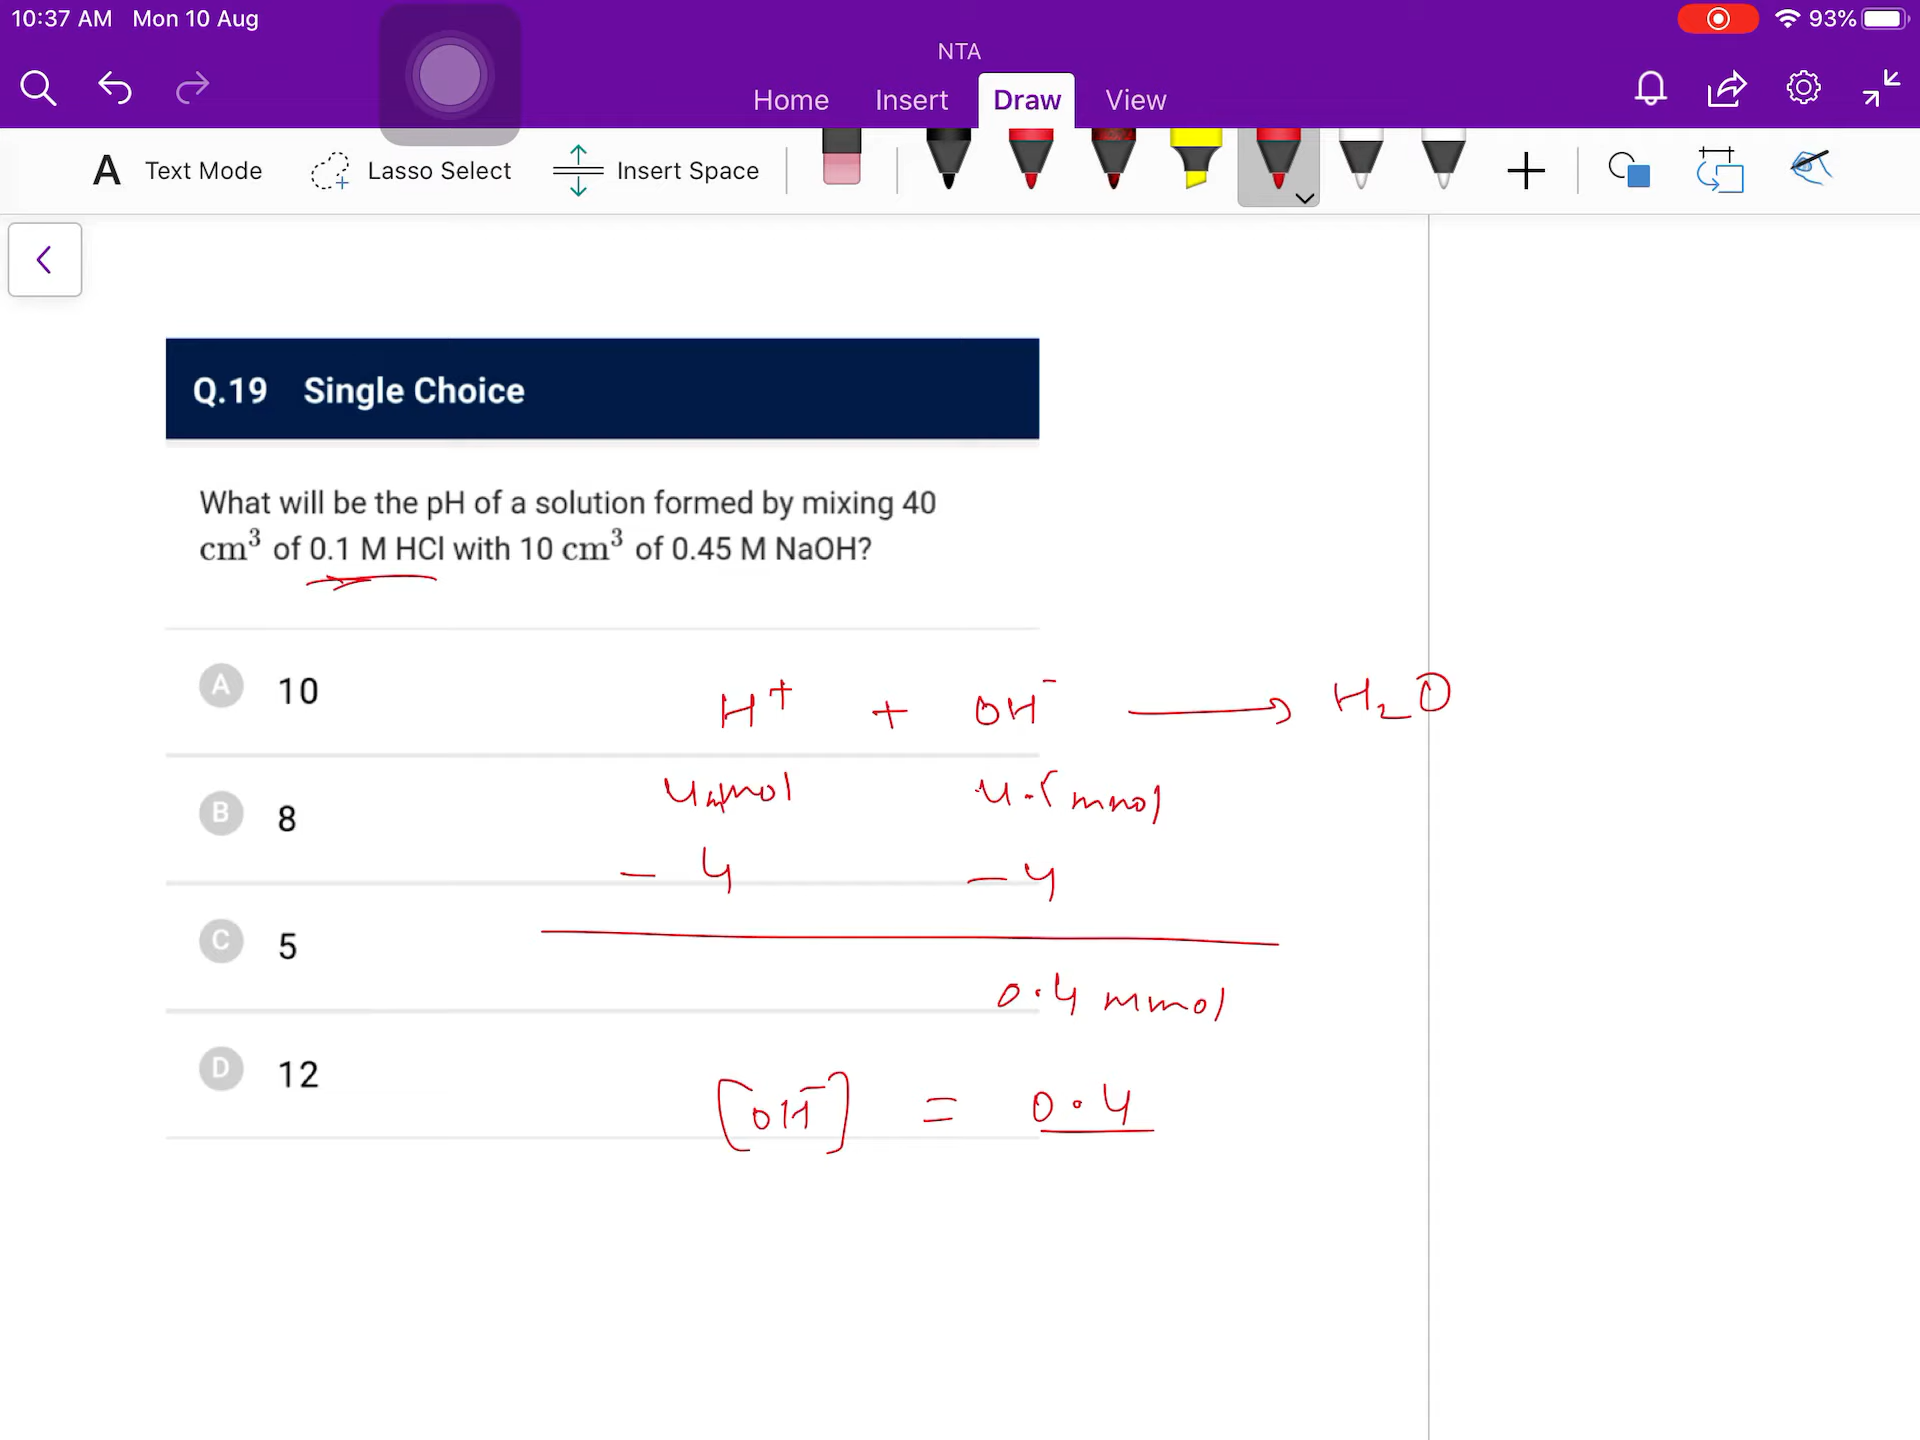 10:37 AM Mon 10 Aug
93%
NTA
Home Insert Draw View
A Text Mode Lasso Select Insert Space
Q.19 Single Choice
What will be the pH of a solution formed by mixing 40
cm³ of 0.1 M HCl with 10 cm³ of 0.45 M NaOH?
A 10
B 8
C 5
D 12
H⁺ + OH⁻ → H₂O
4 mmol 4.5 mmol
- 4 - 4
0.4 mmol
[OH⁻] = 0.4